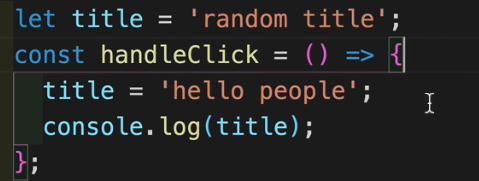 let title = 'random title';
const handleClick = () => {
  title = 'hello people';
  console.log(title);
};